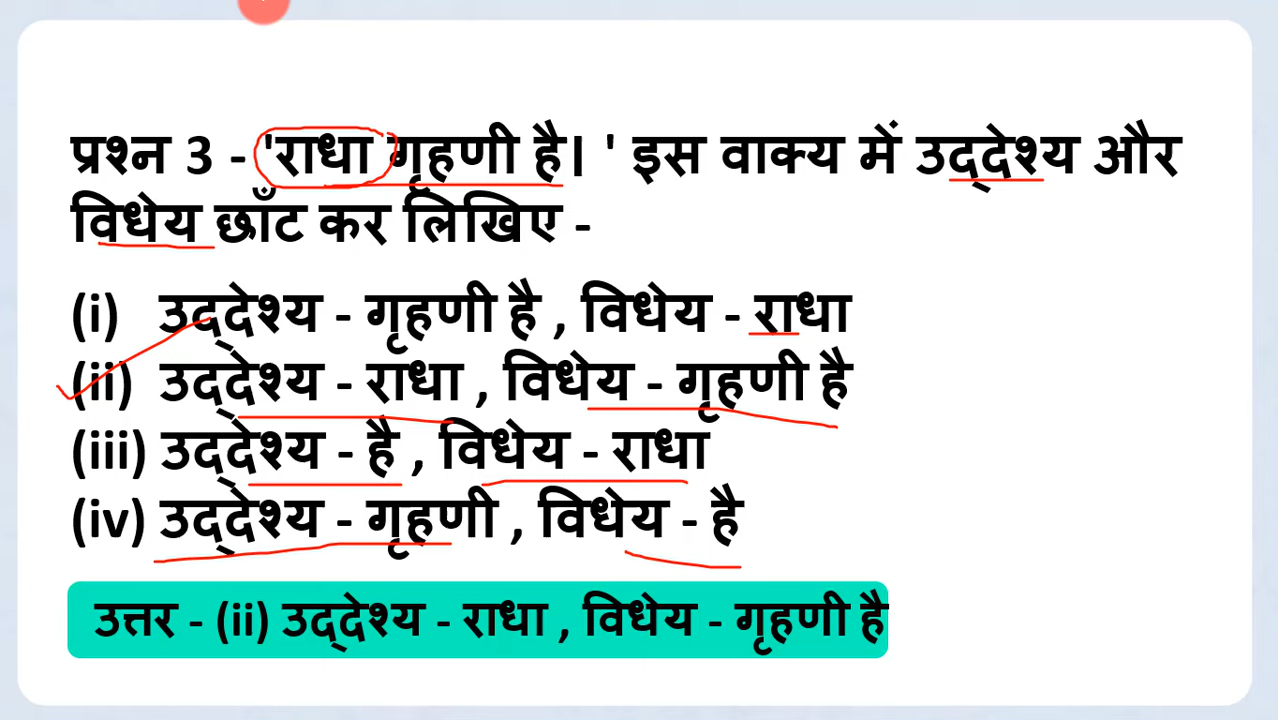 प्रश्न 3 - 'राधा गृहणी है। ' इस वाक्य में उद्देश्य और
विधेय छाँट कर लिखिए -
(i) उद्देश्य - गृहणी है , विधेय - राधा
(ii) उद्देश्य - राधा , विधेय - गृहणी है
(iii) उद्देश्य - है , विधेय - राधा
(iv) उद्देश्य - गृहणी , विधेय - है
उत्तर - (ii) उद्देश्य - राधा , विधेय - गृहणी है